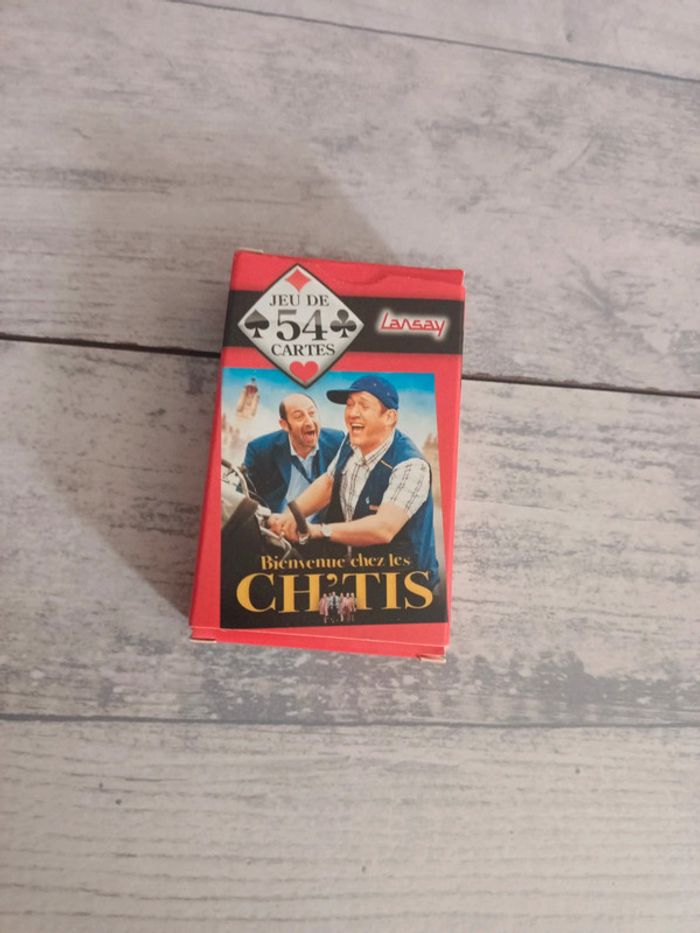 JEU DE
54
CARTES
Lansay
Bienvenue chez les
CH'TIS